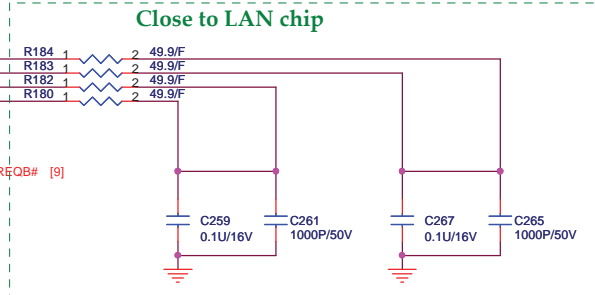 Close to LAN chip
R184 1 2 49.9/F
R183 1 2 49.9/F
R182 1 2 49.9/F
R180 1 2 49.9/F
REQB# [9]
C259 C261 C267 C265
0.1U/16V 1000P/50V 0.1U/16V 1000P/50V